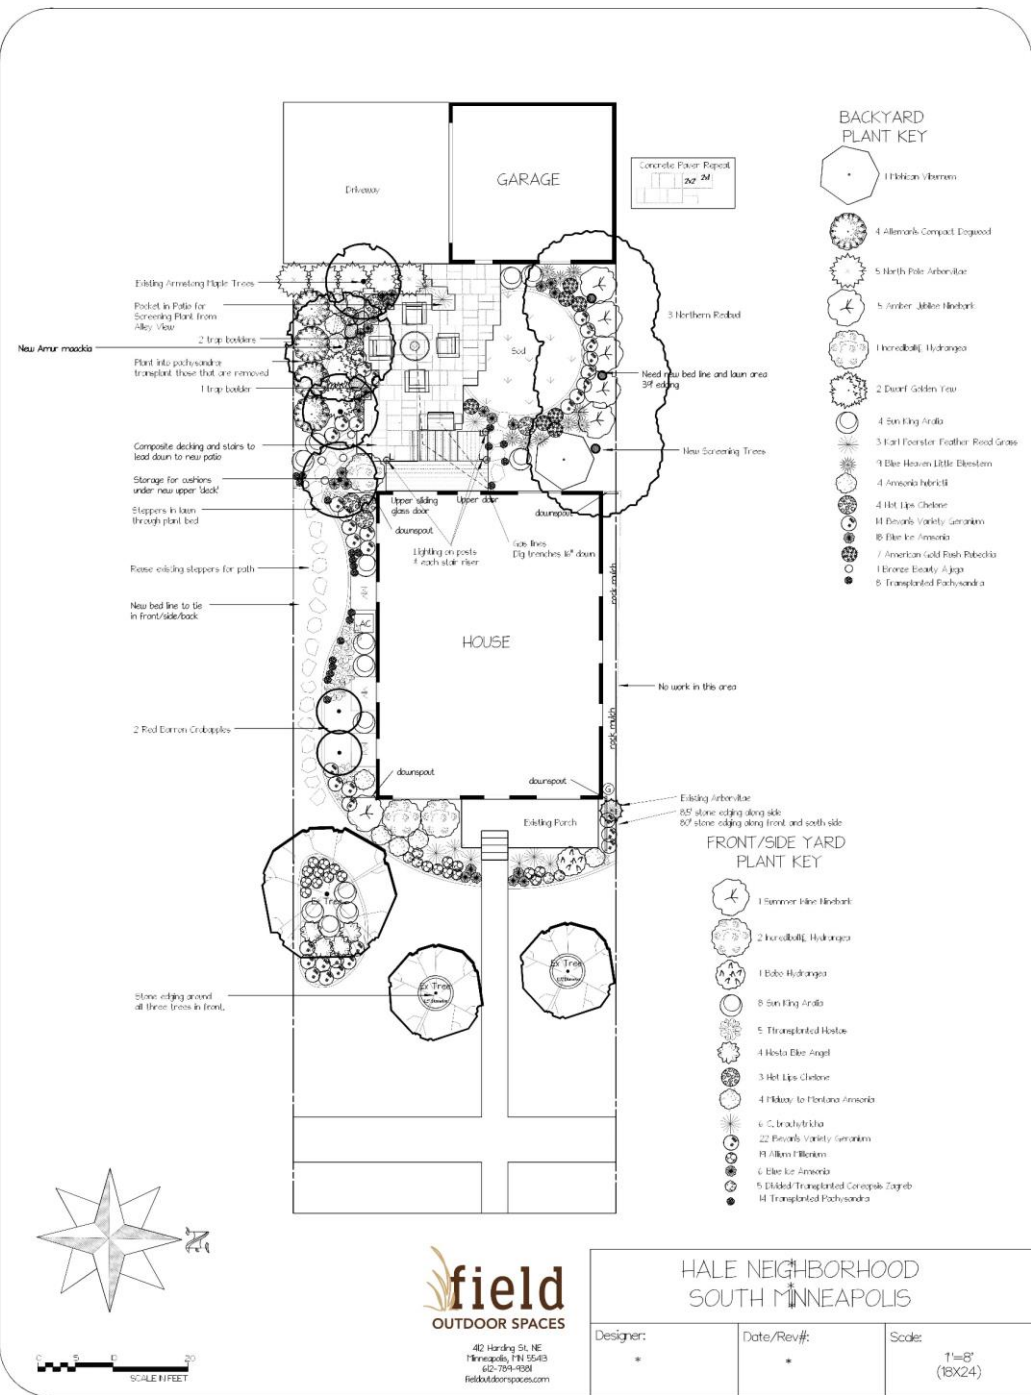 GARAGE
Driveway
Concrete Paver Repeat
2x2
2x1
BACKYARD
PLANT KEY
1 Mohican Viburnum
4 Alleman's Compact Dogwood
5 North Pole Arborvitae
5 Amber Jubilee Ninebark
1 Incrediball Hydrangea
2 Dwarf Golden Yew
4 Sun King Aralia
3 Karl Foerster Feather Reed Grass
9 Blue Heaven Little Bluestem
4 Amsonia hubrictii
4 Hot Lips Chelone
14 Bevan's Variety Geranium
18 Blue Ice Amsonia
7 American Gold Rush Rubeckia
1 Bronze Beauty Ajuga
8 Transplanted Pachysandra
Existing Armstong Maple Trees
Pocket in Patio for
Screening Plant from
Alley View
2 trap boulders
New Amur maackia
Plant into pachysandra
transplant those that are removed
1 trap boulder
Composite decking and stairs to
lead down to new patio
Storage for cushions
under new upper 'deck'
Steppers in lawn
through plant bed
Reuse existing steppers for path
New bed line to tie
in front/side/back
2 Red Barron Crabapples
Sod
3 Northern Redbud
Need new bed line and lawn area
39' edging
New Screening Trees
Upper sliding
glass door
Upper door
downspout
downspout
Lighting on posts
& each stair riser
Gas lines
Dig trenches 16" down
rock mulch
AC
HOUSE
No work in this area
rock mulch
downspout
downspout
G
Existing Porch
Existing Arborvitae
85' stone edging along side
80' stone edging along front and south side
FRONT/SIDE YARD
PLANT KEY
1 Summer Wine Ninebark
2 Incrediball Hydrangea
1 Bobo Hydrangea
8 Sun King Aralia
5 Ttransplanted Hostas
4 Hosta Blue Angel
3 Hot Lips Chelone
4 Midway to Montana Amsonia
6 C. brachytricha
22 Bevan's Variety Geranium
19 Allium Millenium
6 Blue Ice Amsonia
5 Divided/Transplanted Coreopsis Zagreb
14 Transplanted Pachysandra
Ex Tree
Ex Tree
Ex Tree
Stone edging around
all three trees in front.
0 5 10 20
SCALE IN FEET
field
OUTDOOR SPACES
412 Harding St. NE
Minneapolis, MN 55413
612-789-9381
fieldoutdoorspaces.com
HALE NEIGHBORHOOD
SOUTH MINNEAPOLIS
Designer:
*
Date/Rev#:
*
Scale:
1"=8'
(18X24)